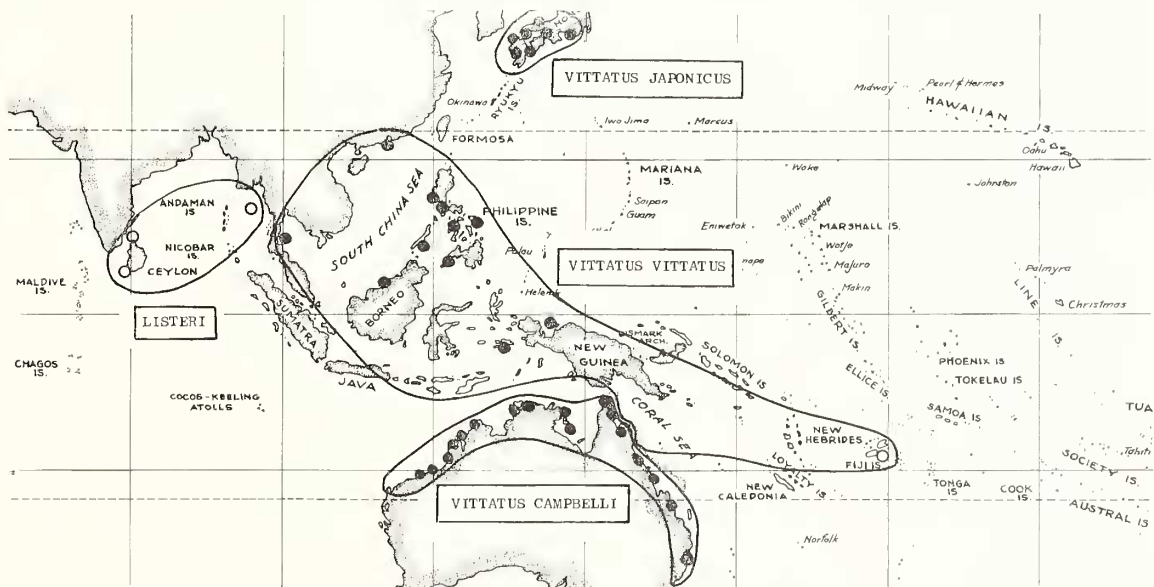 HON
VITTATUS JAPONICUS
Okinawa
RYUKYU
IS.
FORMOSA
Iwo Jima
Marcus
Midway
Pearl & Hermes
HAWAIIAN
IS.
Oahu
Hawaii
Johnston
MARIANA
IS.
Saipan
Guam
Wake
Eniwetok
Bikini
Rongelap
MARSHALL IS.
Wotje
Majuro
Makin
ANDAMAN
IS
NICOBAR
IS.
CEYLON
MALDIVE
IS.
LISTERI
CHAGOS
IS.
COCOS-KEELING
ATOLLS
SOUTH CHINA SEA
PHILIPPINE
IS.
Palau
Helen
VITTATUS VITTATUS
nape
BORNEO
SUMATRA
JAVA
NEW
GUINEA
BISMARK
ARCH.
SOLOMON IS
GILBERT IS.
ELLICE IS.
Palmyra
LINE IS.
Christmas
PHOENIX IS
TOKELAU IS
SAMOA IS
TUA
CORAL SEA
NEW
HEBRIDES
FIJI IS
LOYALTY IS
NEW
CALEDONIA
TONGA
IS
COOK
IS.
SOCIETY IS.
Tahiti
AUSTRAL IS
Norfolk
VITTATUS CAMPBELLI